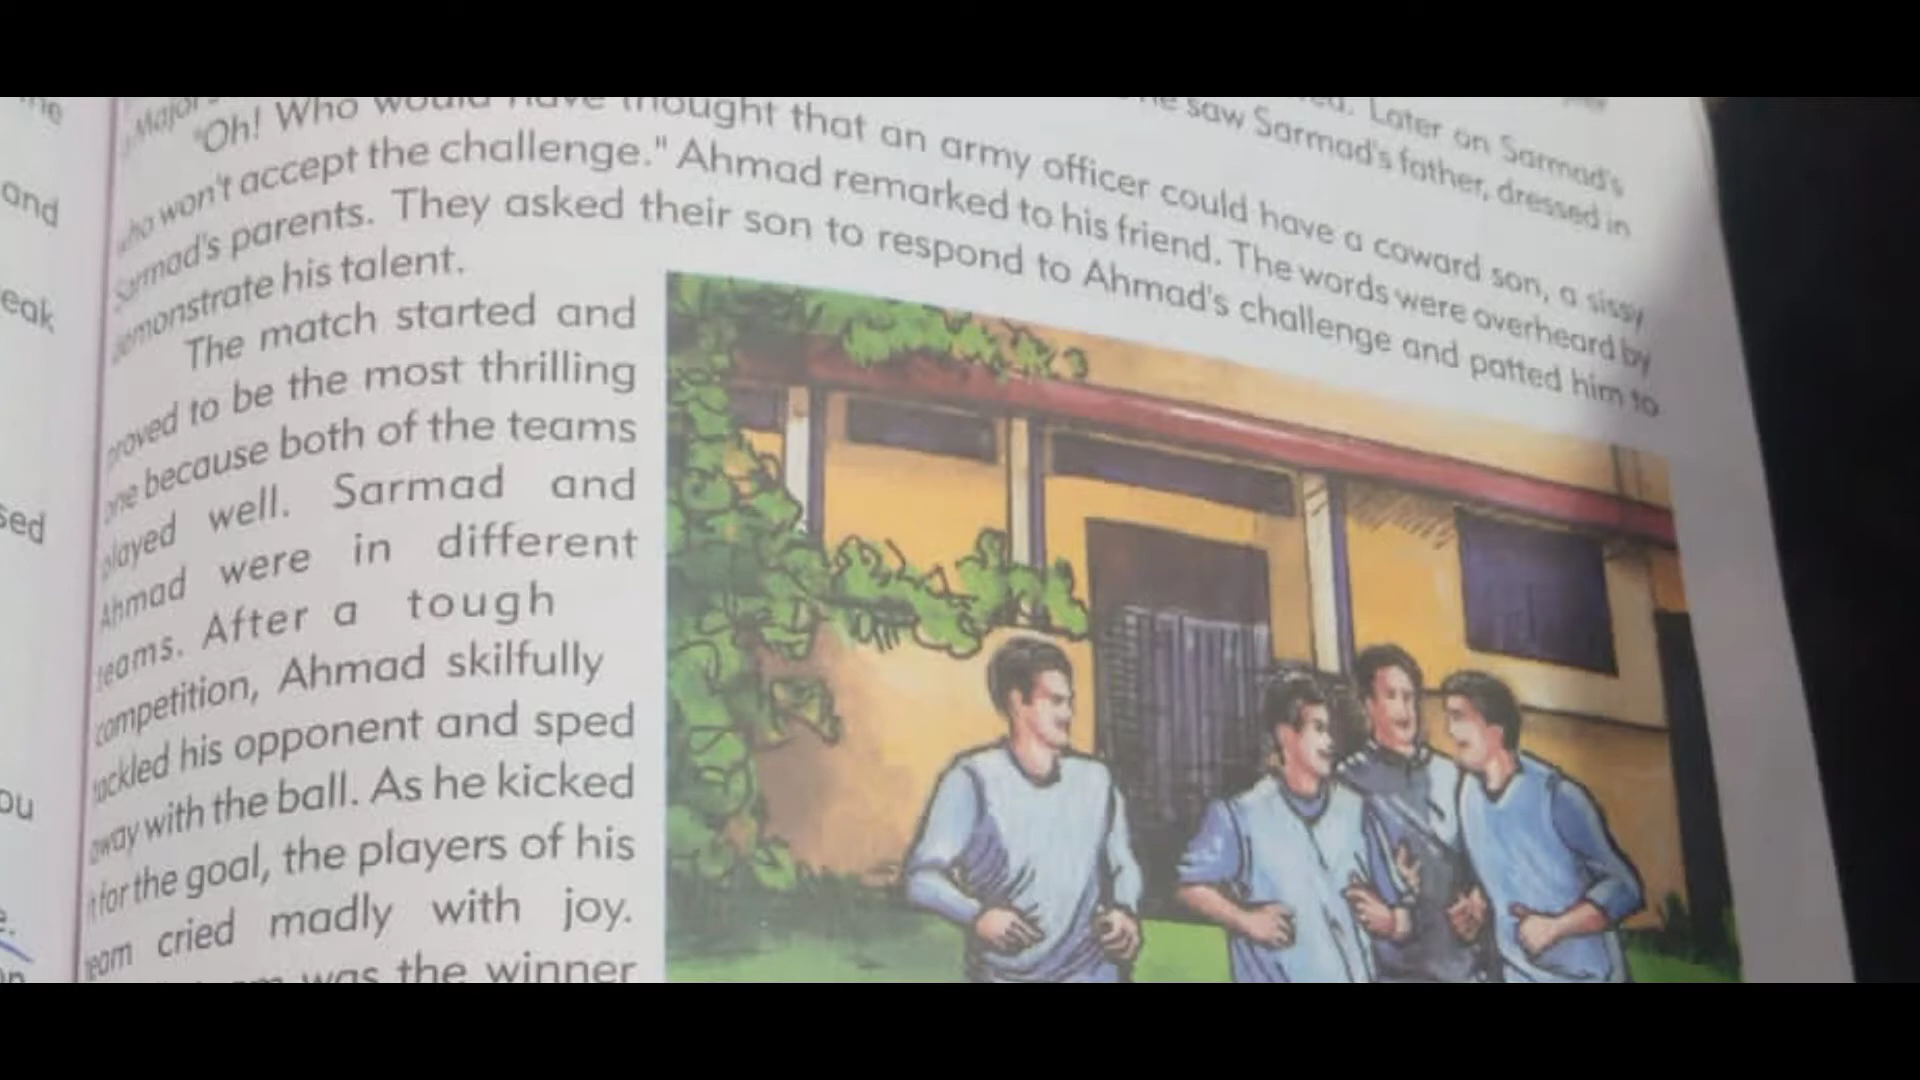 and
eak
sed
ou
Major
Later on Sarmad's
he saw Sarmad's father, dressed in
"Oh! Who would have thought that an army officer could have a coward son, a sissy
who won't accept the challenge." Ahmad remarked to his friend. The words were overheard by
Sarmad's parents. They asked their son to respond to Ahmad's challenge and patted him to
demonstrate his talent.
The match started and
proved to be the most thrilling
one because both of the teams
played well. Sarmad and
Ahmad were in different
teams. After a tough
competition, Ahmad skilfully
tackled his opponent and sped
away with the ball. As he kicked
it for the goal, the players of his
team cried madly with joy.
was the winner